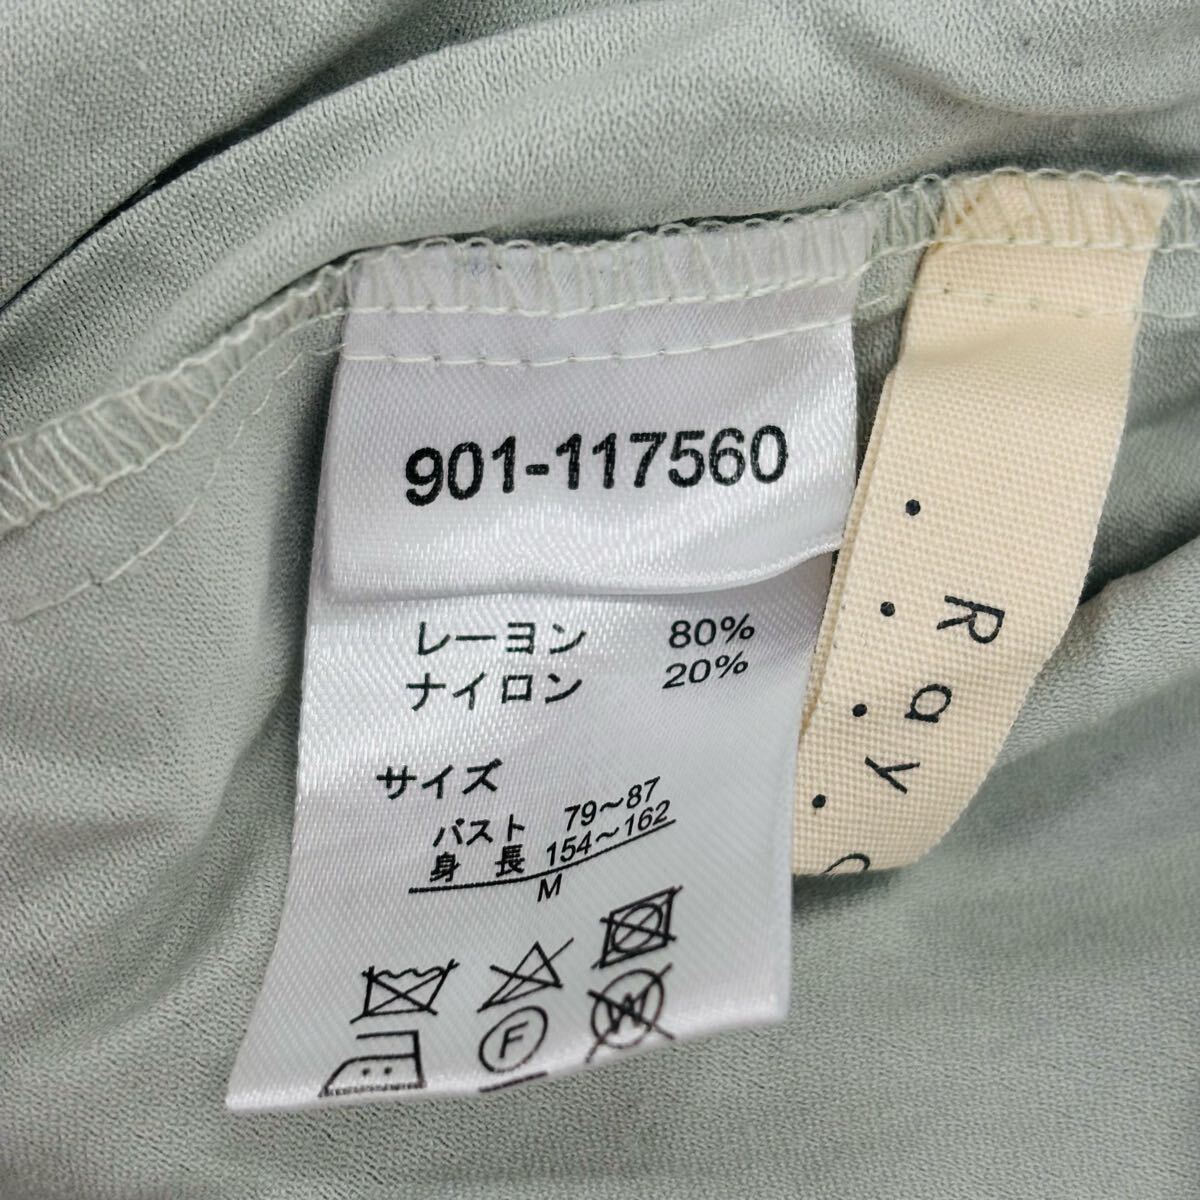 901-117560
レーヨン 80%
ナイロン 20%
サイズ
バスト 79～87
身長 154～162
M
F
W
Ray